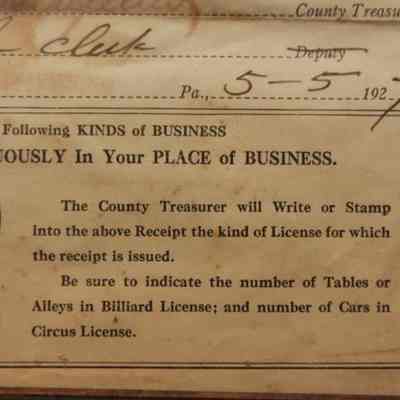 County Treasu
clerk
Deputy
Pa., 5-5 1927
Following KINDS of BUSINESS
UOUSLY In Your PLACE of BUSINESS.
The County Treasurer will Write or Stamp
into the above Receipt the kind of License for which
the receipt is issued.
Be sure to indicate the number of Tables or
Alleys in Billiard License; and number of Cars in
Circus License.